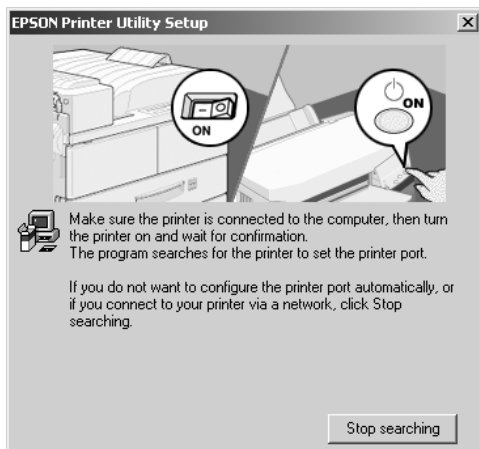 EPSON Printer Utility Setup
ON
ON
Make sure the printer is connected to the computer, then turn
the printer on and wait for confirmation.
The program searches for the printer to set the printer port.
If you do not want to configure the printer port automatically, or
if you connect to your printer via a network, click Stop
searching.
Stop searching